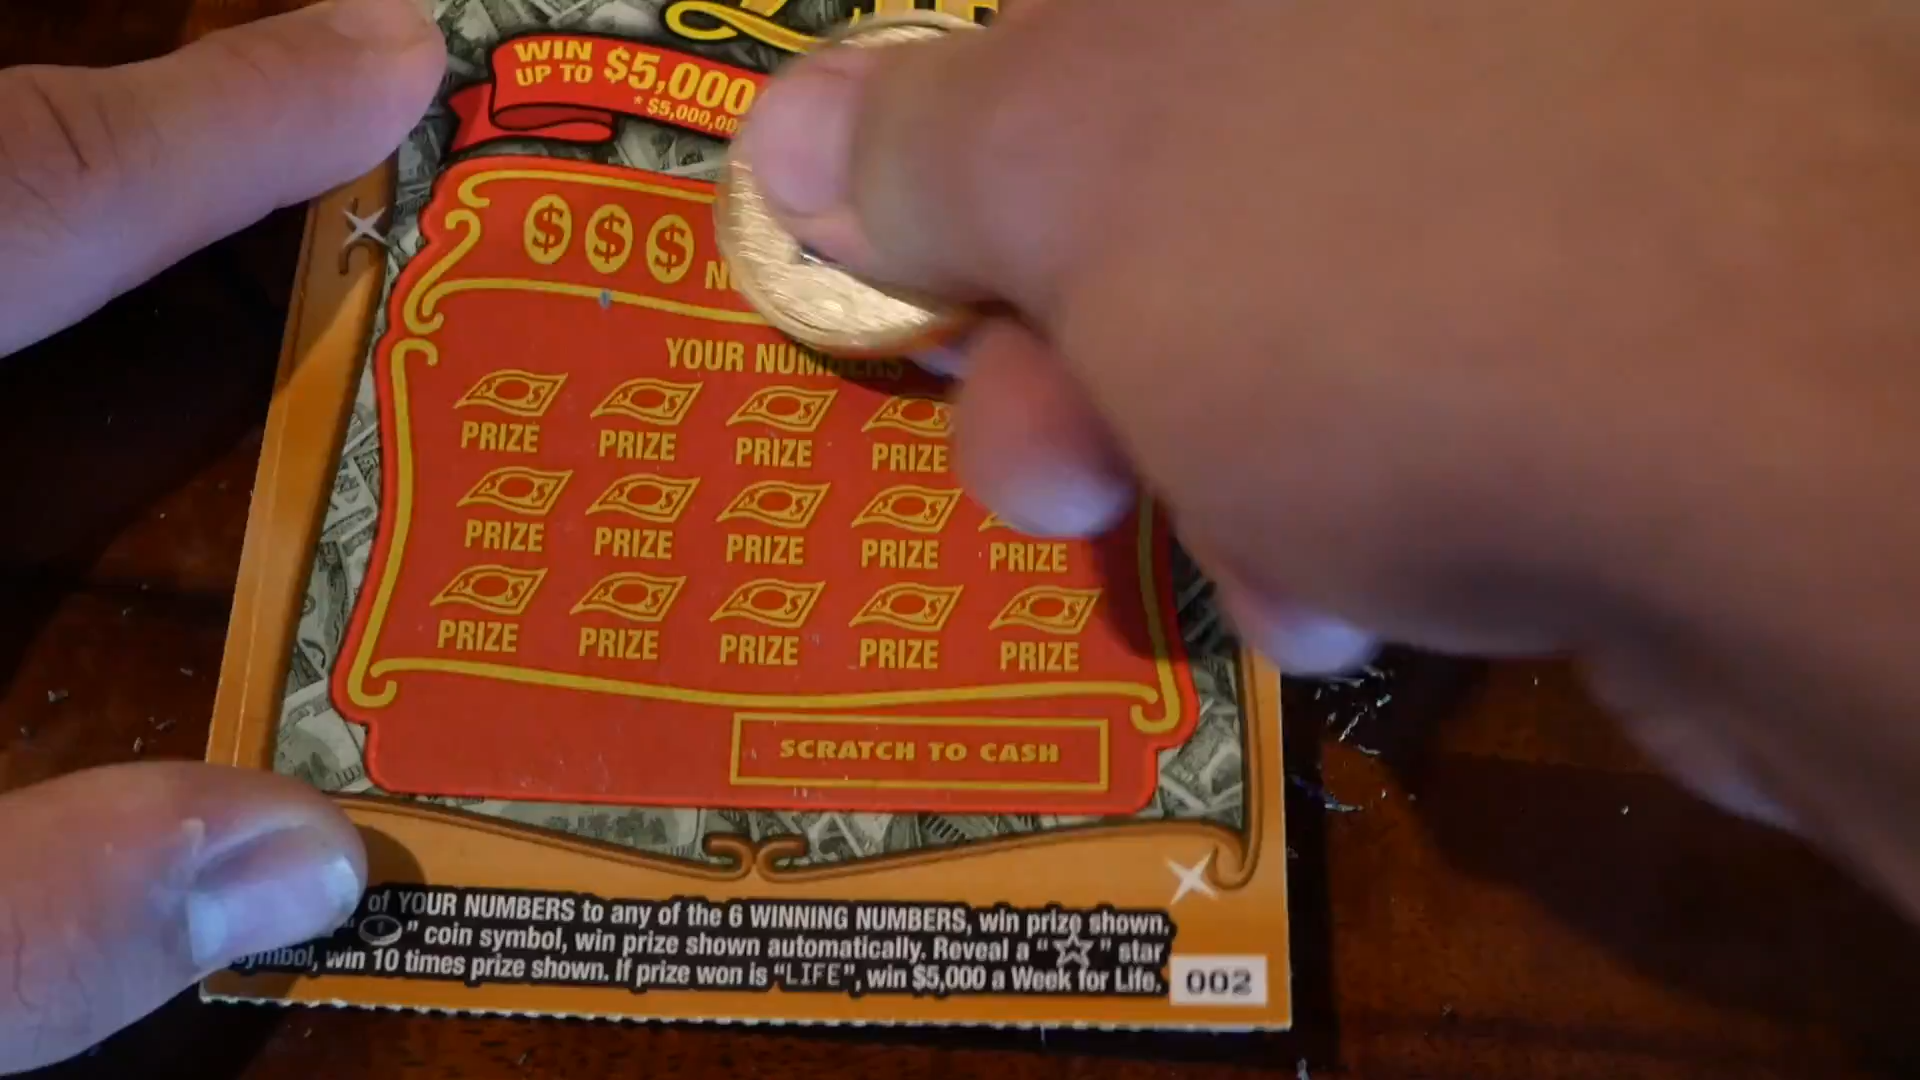 WIN
UP TO $5,000
* $5,000,00
$ $ $
YOUR NUMBERS
PRIZE PRIZE PRIZE PRIZE
PRIZE PRIZE PRIZE PRIZE PRIZE
PRIZE PRIZE PRIZE PRIZE PRIZE
SCRATCH TO CASH
of YOUR NUMBERS to any of the 6 WINNING NUMBERS, win prize shown.
" coin symbol, win prize shown automatically. Reveal a " " star
symbol, win 10 times prize shown. If prize won is "LIFE", win $5,000 a Week for Life.
002